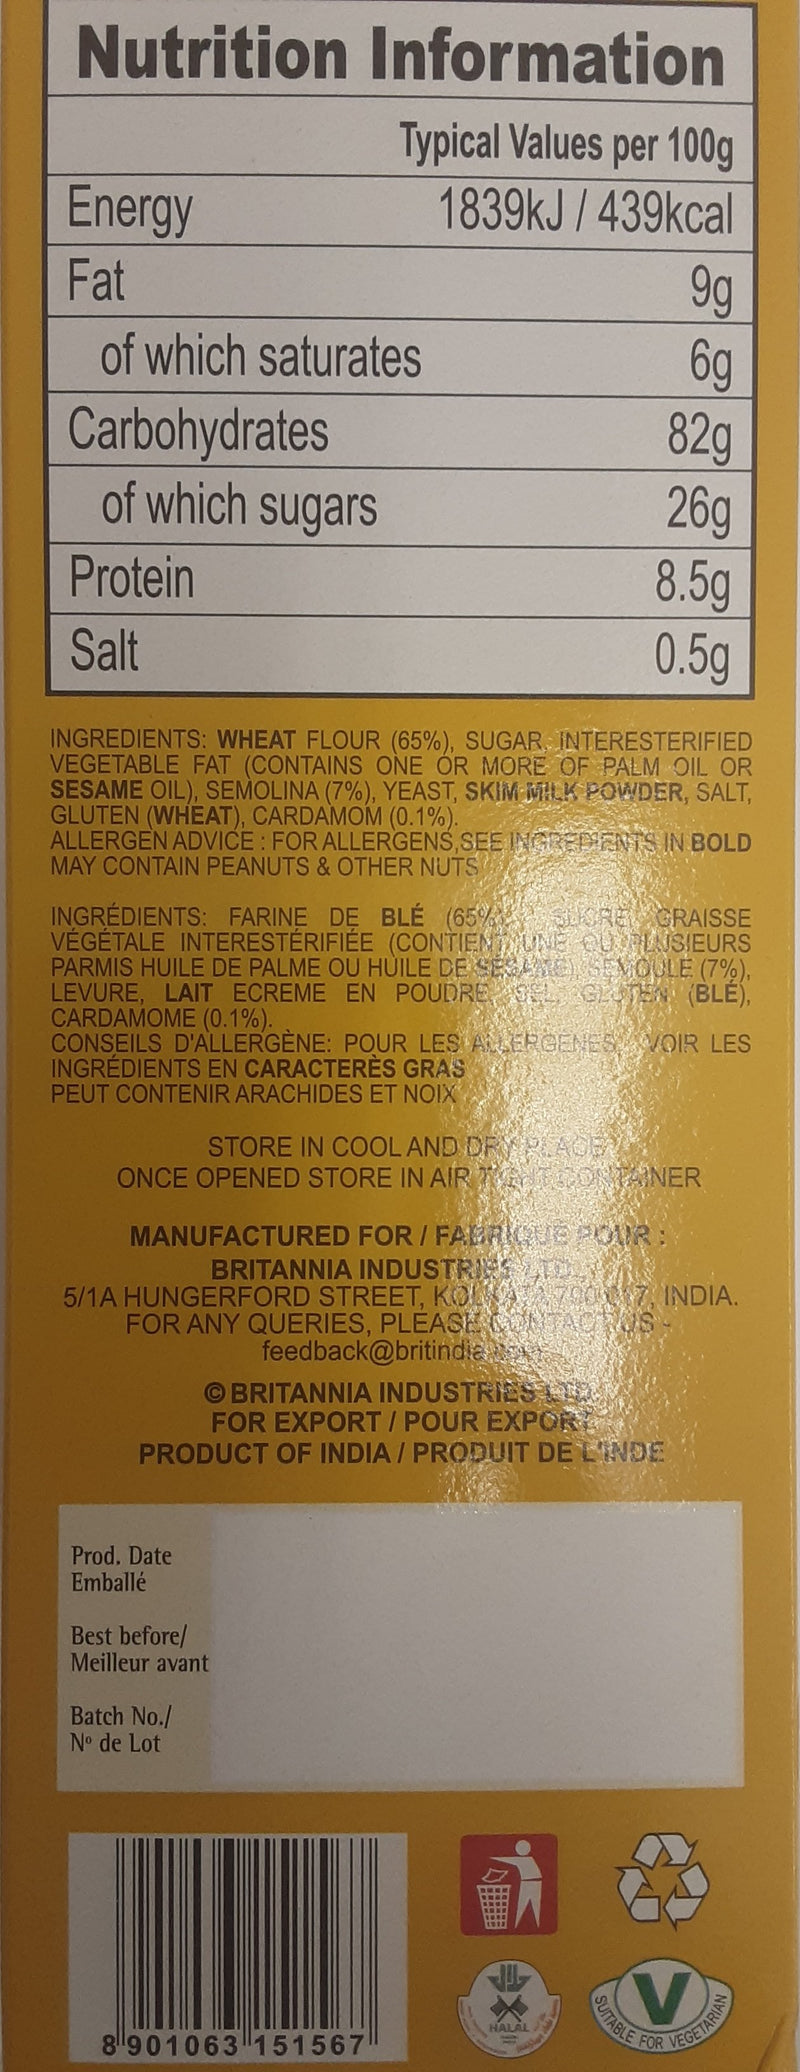 Nutrition Information
Typical Values per 100g
Energy 1839kJ / 439kcal
Fat 9g
of which saturates 6g
Carbohydrates 82g
of which sugars 26g
Protein 8.5g
Salt 0.5g
INGREDIENTS: WHEAT FLOUR (65%), SUGAR, INTERESTERIFIED
VEGETABLE FAT (CONTAINS ONE OR MORE OF PALM OIL OR
SESAME OIL), SEMOLINA (7%), YEAST, SKIM MILK POWDER, SALT,
GLUTEN (WHEAT), CARDAMOM (0.1%).
ALLERGEN ADVICE : FOR ALLERGENS,SEE INGREDIENTS IN BOLD
MAY CONTAIN PEANUTS & OTHER NUTS
INGRÉDIENTS: FARINE DE BLÉ (65%), SUCRE GRAISSE
VÉGÉTALE INTERESTÉRIFIÉE (CONTIENT UNE OU PLUSIEURS
PARMIS HUILE DE PALME OU HUILE DE SÉSAME), SEMOULE (7%),
LEVURE, LAIT ECREME EN POUDRE, SEL, GLUTEN (BLÉ),
CARDAMOME (0.1%).
CONSEILS D'ALLERGÈNE: POUR LES ALLERGENES, VOIR LES
INGRÉDIENTS EN CARACTERÈS GRAS
PEUT CONTENIR ARACHIDES ET NOIX
STORE IN COOL AND DRY PLACE
ONCE OPENED STORE IN AIR TIGHT CONTAINER
MANUFACTURED FOR / FABRIQUÉ POUR :
BRITANNIA INDUSTRIES LTD.,
5/1A HUNGERFORD STREET, KOLKATA 700 017, INDIA.
FOR ANY QUERIES, PLEASE CONTACT US -
feedback@britindia.com
© BRITANNIA INDUSTRIES LTD
FOR EXPORT / POUR EXPORT
PRODUCT OF INDIA / PRODUIT DE L'INDE
Prod. Date
Emballé
Best before/
Meilleur avant
Batch No./
Nº de Lot
8 901063 151567
HALAL
V
SUITABLE FOR VEGETARIAN